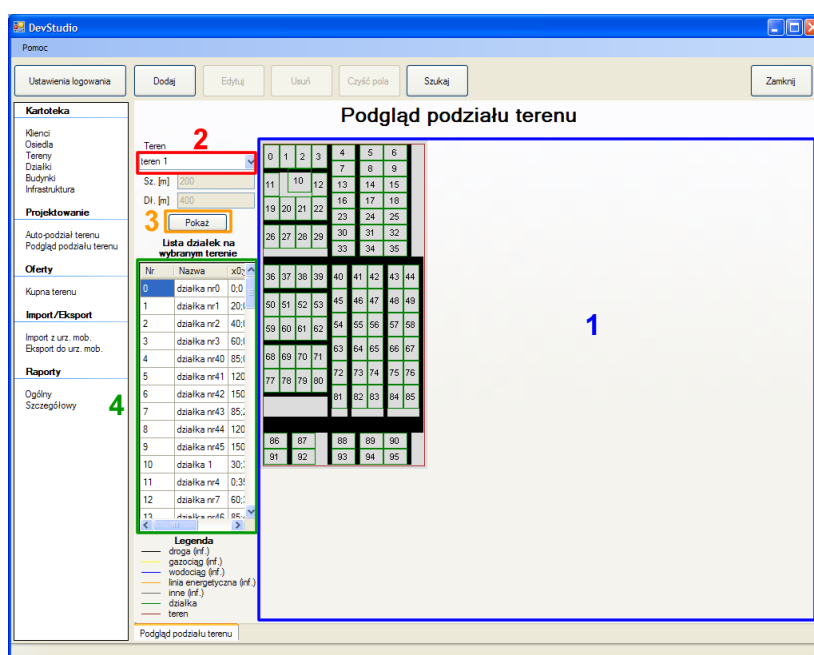 DevStudio
Pomoc
Ustawienia logowania Dodaj Edytuj Usuń Czyść pola Szukaj Zamknij
Kartoteka
Klienci
Osiedla
Tereny
Działki
Budynki
Infrastruktura
Projektowanie
Auto-podział terenu
Podgląd podziału terenu
Oferty
Kupna terenu
Import/Eksport
Import z urz. mob.
Eksport do urz. mob.
Raporty
Ogólny
Szczegółowy
4
Podgląd podziału terenu
Teren 2
teren 1
Sz. [m] 200
Dł. [m] 400
3 Pokaż
Lista działek na
wybranym terenie
Nr Nazwa
0 działka nr0 0;0
1 działka nr1
2 działka nr2
3 działka nr3
4 działka nr40
5 działka nr41 120
6 działka nr42 150
7 działka nr43
8 działka nr44 120
9 działka nr45 150
10 działka 1
11 działka nr4
12 działka nr7
13 działka nr46
Legenda
droga (inf.)
gazociąg (inf.)
wodociąg (inf.)
linia energetyczna (inf.)
inne (inf.)
działka
teren
Podgląd podziału terenu
0 1 2 3 4 5 6
7 8 9
11 10 12 13 14 15
16 17 18
19 20 21 22 23 24 25
26 27 28 29 30 31 32
33 34 35
36 37 38 39 40 41 42 43 44
50 51 52 53 45 46 47 48 49
59 60 61 62 54 55 56 57 58
68 69 70 71 63 64 65 66 67
77 78 79 80 72 73 74 75 76
81 82 83 84 85
86 87 88 89 90
91 92 93 94 95
1